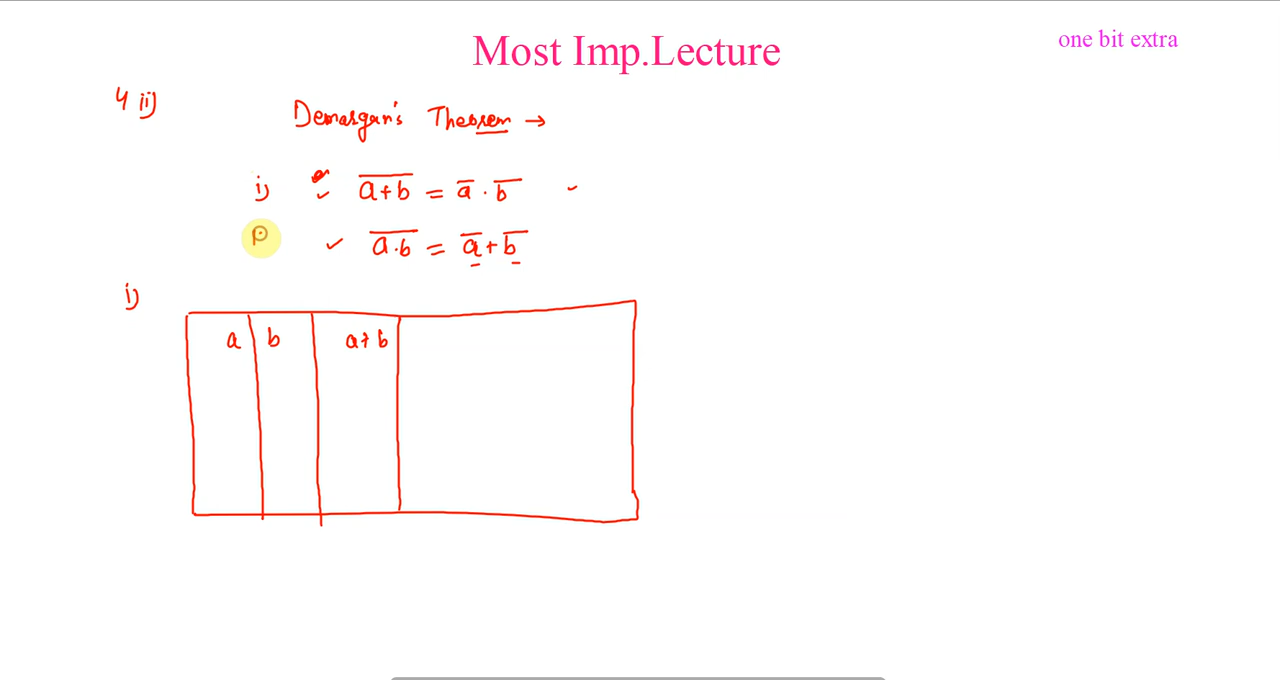 Most Imp.Lecture
one bit extra
4 ii)
Demorgan's Theorem →
i) ✓ a̅+̅b̅ = a̅ . b̅
✓ a̅.̅b̅ = a̅ + b̅
i)
a b a+b